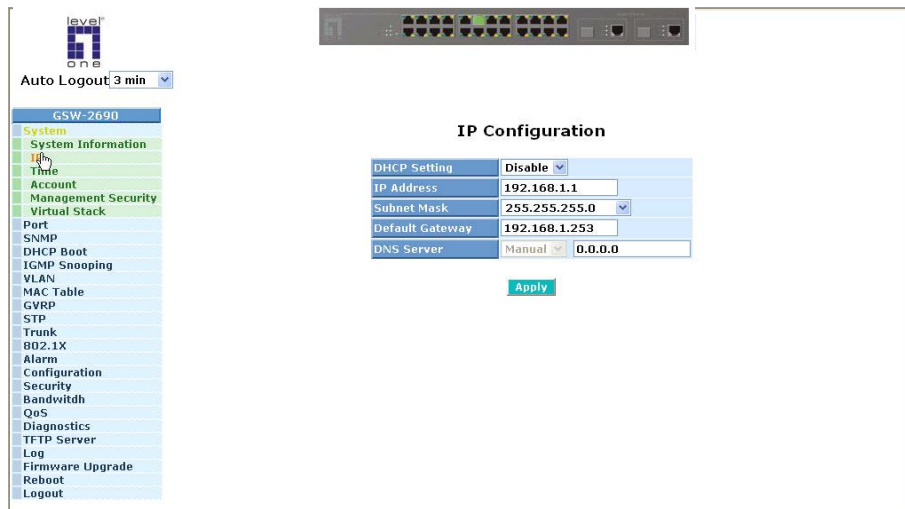 level
one
Auto Logout 3 min
GSW-2690
System
System Information
IP
Time
Account
Management Security
Virtual Stack
Port
SNMP
DHCP Boot
IGMP Snooping
VLAN
MAC Table
GVRP
STP
Trunk
802.1X
Alarm
Configuration
Security
Bandwitdh
QoS
Diagnostics
TFTP Server
Log
Firmware Upgrade
Reboot
Logout
IP Configuration
DHCP Setting Disable
IP Address 192.168.1.1
Subnet Mask 255.255.255.0
Default Gateway 192.168.1.253
DNS Server Manual 0.0.0.0
Apply